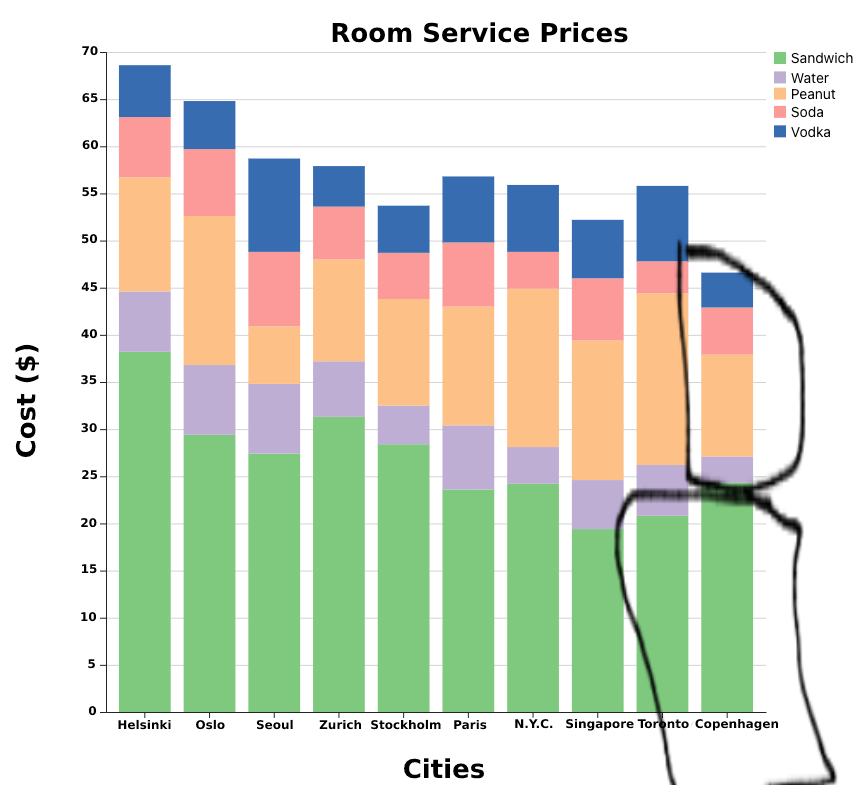 Room Service Prices
70
65
60
55
50
45
40
35
30
25
20
15
10
5
0
Cost ($)
Sandwich
Water
Peanut
Soda
Vodka
Helsinki Oslo Seoul Zurich Stockholm Paris N.Y.C. Singapore Toronto Copenhagen
Cities